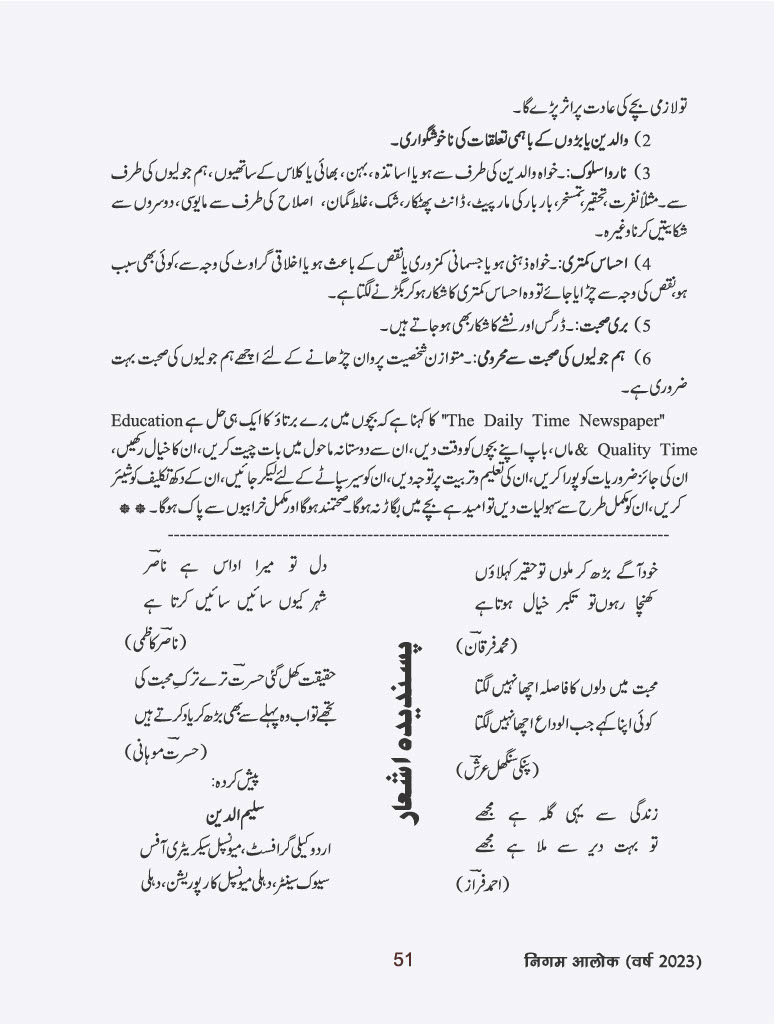 تو لازمی بچے کی عادت پر اثر پڑے گا۔
2) والدین یا بڑوں کے باہمی تعلقات کی ناخوشگواری۔
3) ناروا سلوک:۔خواہ والدین کی طرف سے ہو یا اساتذہ، بہن، بھائی یا کلاس کے ساتھیوں، ہم جولیوں کی طرف
سے۔مثلاً نفرت، تحقیر، تمسخر، بار بار کی مار پیٹ، ڈانٹ پھٹکار، شک، غلط گمان، اصلاح کی طرف سے مایوسی، دوسروں سے
شکایتیں کرنا وغیرہ۔
4) احساس کمتری:۔خواہ ذہنی ہو یا جسمانی کمزوری یا نقص کے باعث ہو یا اخلاقی گراوٹ کی وجہ سے، کوئی بھی سبب
ہو، نقص کی وجہ سے چڑایا جائے تو وہ احساس کمتری کا شکار ہو کر بگڑنے لگتا ہے۔
5) بری صحبت:۔ڈرگس اور نشے کا شکار بھی ہو جاتے ہیں۔
6) ہم جولیوں کی صحبت سے محرومی:۔متوازن شخصیت پروان چڑھانے کے لئے اچھے ہم جولیوں کی صحبت بہت
ضروری ہے۔
"The Daily Time Newspaper" کا کہنا ہے کہ بچوں میں برے برتاؤ کا ایک ہی حل ہے Education
& Quality Time ماں، باپ اپنے بچوں کو وقت دیں، ان سے دوستانہ ماحول میں بات چیت کریں، ان کا خیال رکھیں،
ان کی جائز ضروریات کو پورا کریں، ان کی تعلیم و تربیت پر توجہ دیں، ان کو سیر سپاٹے کے لئے لیکر جائیں، ان کے دکھ تکلیف کو شیئر
کریں، ان کو مکمل طرح سے سہولیات دیں تو امید ہے بچے میں بگاڑ نہ ہوگا۔صحتمند ہوگا اور مکمل خرابیوں سے پاک ہوگا۔ ❋❋
پسندیدہ اشعار
خود آگے بڑھ کر ملوں تو حقیر کہلاؤں
کھنچا رہوں تو تکبر خیال ہوتا ہے
(محمد فرقان)
محبت میں دلوں کا فاصلہ اچھا نہیں لگتا
کوئی اپنا کہے جب الوداع اچھا نہیں لگتا
(پنکی سنگھل عرش)
زندگی سے یہی گلہ ہے مجھے
تو بہت دیر سے ملا ہے مجھے
(احمد فراز)
دل تو میرا اداس ہے ناصر
شہر کیوں سائیں سائیں کرتا ہے
(ناصر کاظمی)
حقیقت کھل گئی حسرت ترے ترکِ محبت کی
تجھے تو اب وہ پہلے سے بھی بڑھ کر یاد کرتے ہیں
(حسرت موہانی)
پیش کردہ:
سلیم الدین
اردو کیلی گرافسٹ، میونسپل سیکریٹری آفس
سیوک سینٹر، دہلی میونسپل کارپوریشن، دہلی
51
निगम आलोक (वर्ष 2023)